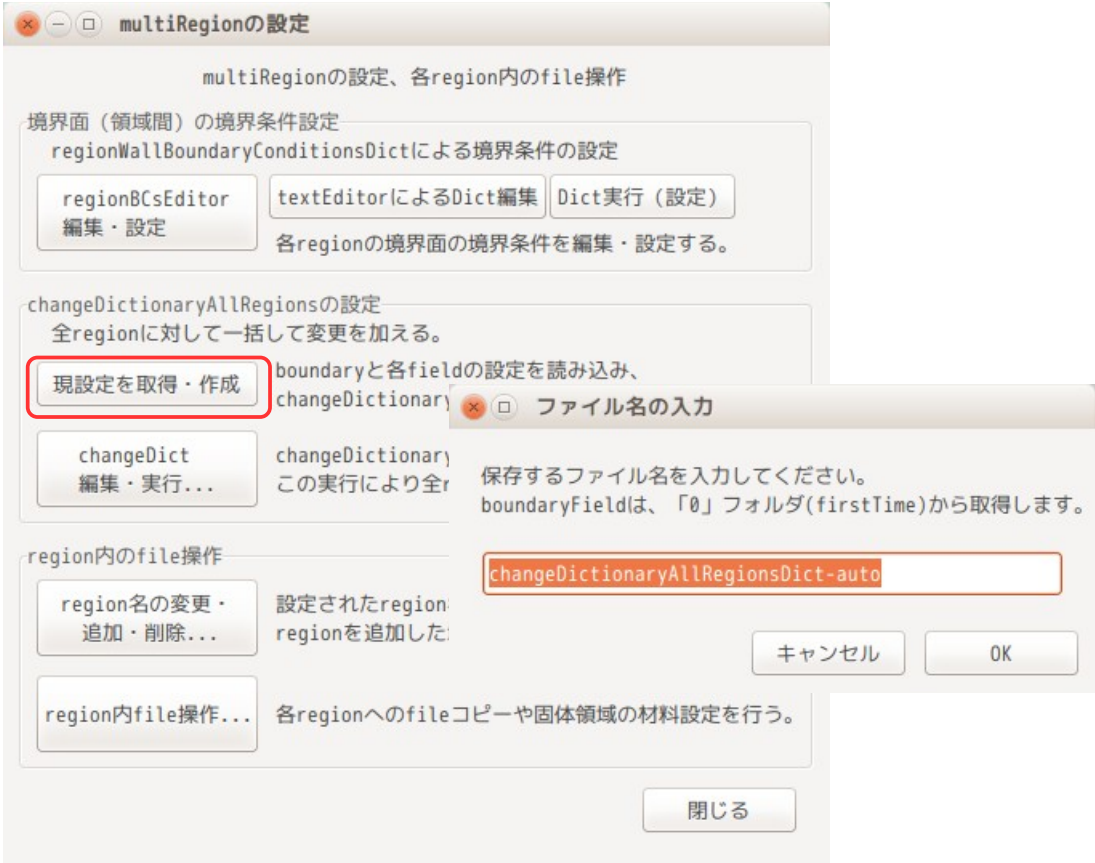 multiRegionの設定
multiRegionの設定、各region内のfile操作
境界面（領域間）の境界条件設定
regionWallBoundaryConditionsDictによる境界条件の設定
regionBCsEditor
編集・設定
textEditorによるDict編集
Dict実行（設定）
各regionの境界面の境界条件を編集・設定する。
changeDictionaryAllRegionsの設定
全regionに対して一括して変更を加える。
現設定を取得・作成
boundaryと各fieldの設定を読み込み、
changeDictionary
changeDict
編集・実行...
changeDictionary
この実行により全r
region内のfile操作
region名の変更・
追加・削除...
設定されたregion
regionを追加した
region内file操作...
各regionへのfileコピーや固体領域の材料設定を行う。
閉じる
ファイル名の入力
保存するファイル名を入力してください。
boundaryFieldは、「0」フォルダ(firstTime)から取得します。
changeDictionaryAllRegionsDict-auto
キャンセル
OK